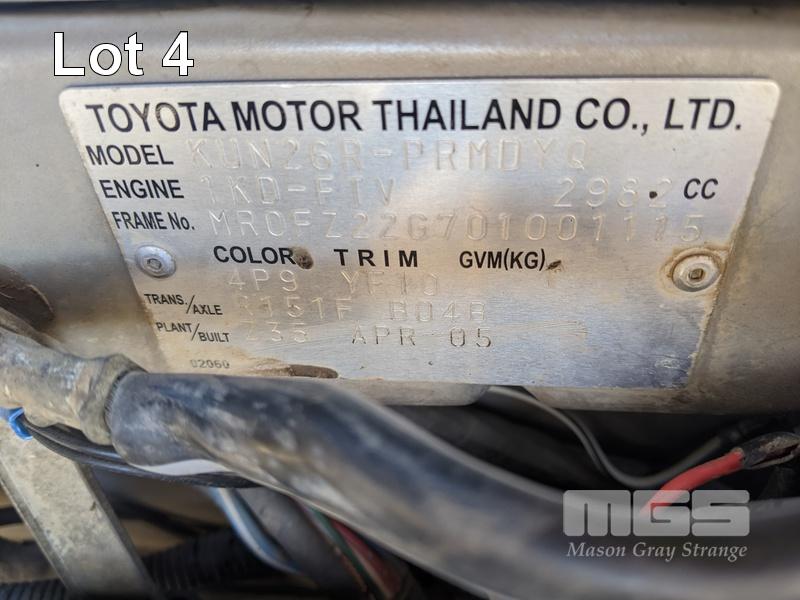 Lot 4
TOYOTA MOTOR THAILAND CO., LTD.
MODEL KUN26R-PRMDYQ
ENGINE 1KD-FTV 2982 CC
FRAME No. MR0FZ22G701001115
COLOR TRIM GVM(KG)
4P9 YF10
TRANS./AXLE R151F B04B
PLANT/BUILT Z35 APR 05
02060
MGS
Mason Gray Strange